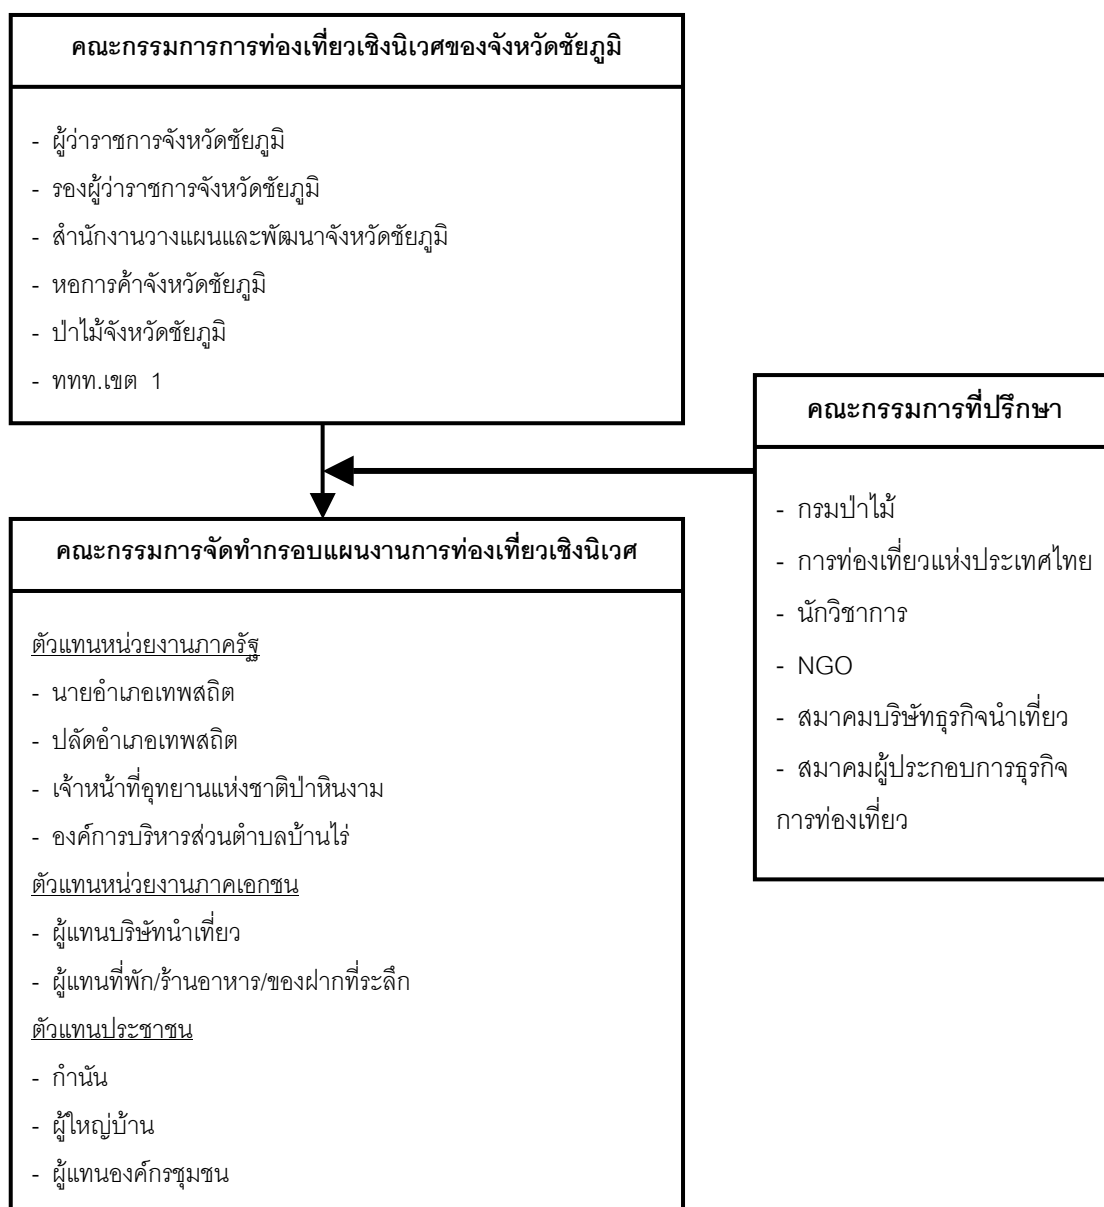 คณะกรรมการการท่องเที่ยวเชิงนิเวศของจังหวัดชัยภูมิ
- ผู้ว่าราชการจังหวัดชัยภูมิ
- รองผู้ว่าราชการจังหวัดชัยภูมิ
- สำนักงานวางแผนและพัฒนาจังหวัดชัยภูมิ
- หอการค้าจังหวัดชัยภูมิ
- ป่าไม้จังหวัดชัยภูมิ
- ททท.เขต 1
คณะกรรมการที่ปรึกษา
- กรมป่าไม้
- การท่องเที่ยวแห่งประเทศไทย
- นักวิชาการ
- NGO
- สมาคมบริษัทธุรกิจนำเที่ยว
- สมาคมผู้ประกอบการธุรกิจ
การท่องเที่ยว
คณะกรรมการจัดทำกรอบแผนงานการท่องเที่ยวเชิงนิเวศ
ตัวแทนหน่วยงานภาครัฐ
- นายอำเภอเทพสถิต
- ปลัดอำเภอเทพสถิต
- เจ้าหน้าที่อุทยานแห่งชาติป่าหินงาม
- องค์การบริหารส่วนตำบลบ้านไร่
ตัวแทนหน่วยงานภาคเอกชน
- ผู้แทนบริษัทนำเที่ยว
- ผู้แทนที่พัก/ร้านอาหาร/ของฝากที่ระลึก
ตัวแทนประชาชน
- กำนัน
- ผู้ใหญ่บ้าน
- ผู้แทนองค์กรชุมชน